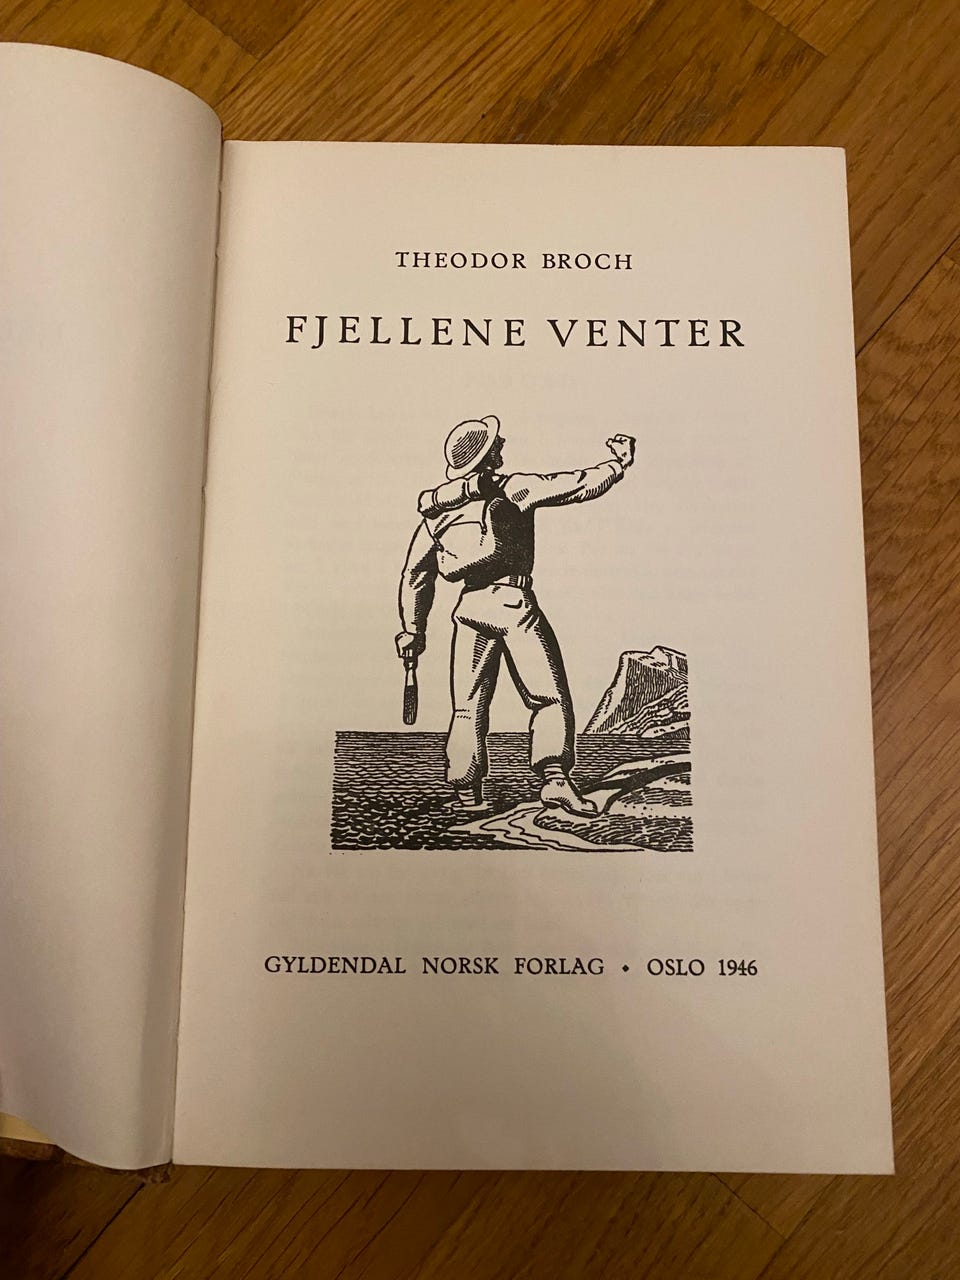 THEODOR BROCH
FJELLENE VENTER
GYLDENDAL NORSK FORLAG • OSLO 1946